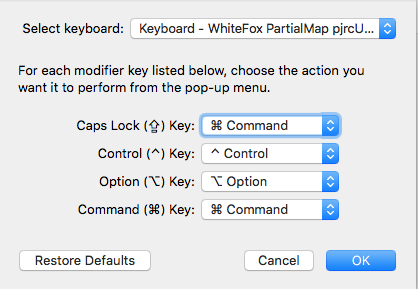 Select keyboard: Keyboard - WhiteFox PartialMap pjrcU...
For each modifier key listed below, choose the action you
want it to perform from the pop-up menu.
Caps Lock (⇪) Key: ⌘ Command
Control (^) Key: ^ Control
Option (⌥) Key: ⌥ Option
Command (⌘) Key: ⌘ Command
Restore Defaults Cancel OK